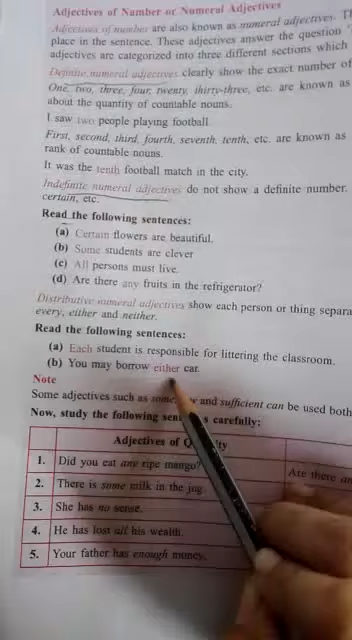 Adjectives of Number or Numeral Adjectives
Adjectives of number are also known as numeral adjectives.
place in the sentence. These adjectives answer the question
adjectives are categorized into three different sections which
Definite numeral adjectives clearly show the exact number of
One, two, three, four, twenty, thirty-three, etc. are known as
about the quantity of countable nouns.
I saw two people playing football.
First, second, third, fourth, seventh, tenth, etc. are known as
rank of countable nouns.
It was the tenth football match in the city.
Indefinite numeral adjectives do not show a definite number.
certain, etc.
Read the following sentences:
(a) Certain flowers are beautiful.
(b) Some students are clever
(c) All persons must live.
(d) Are there any fruits in the refrigerator?
Distributive numeral adjectives show each person or thing
every, either and neither.
Read the following sentences:
(a) Each student is responsible for littering the classroom.
(b) You may borrow either car.
Note
Some adjectives such as some, and sufficient can be used both
Now, study the following carefully:
Adjectives of
1. Did you eat any ripe mango?
Are there
2. There is some milk in the jug.
3. She has no sense.
4. He has lost all his wealth.
5. Your father has enough money.